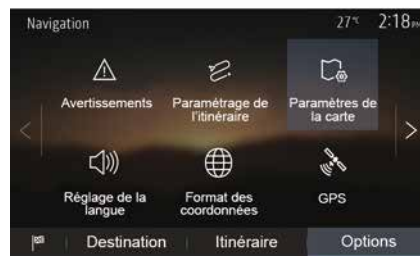 Navigation 27°C 2:18 PM
Avertissements
Paramétrage de
l'itinéraire
Paramètres de
la carte
Réglage de la
langue
Format des
coordonnées
GPS
Destination Itinéraire Options